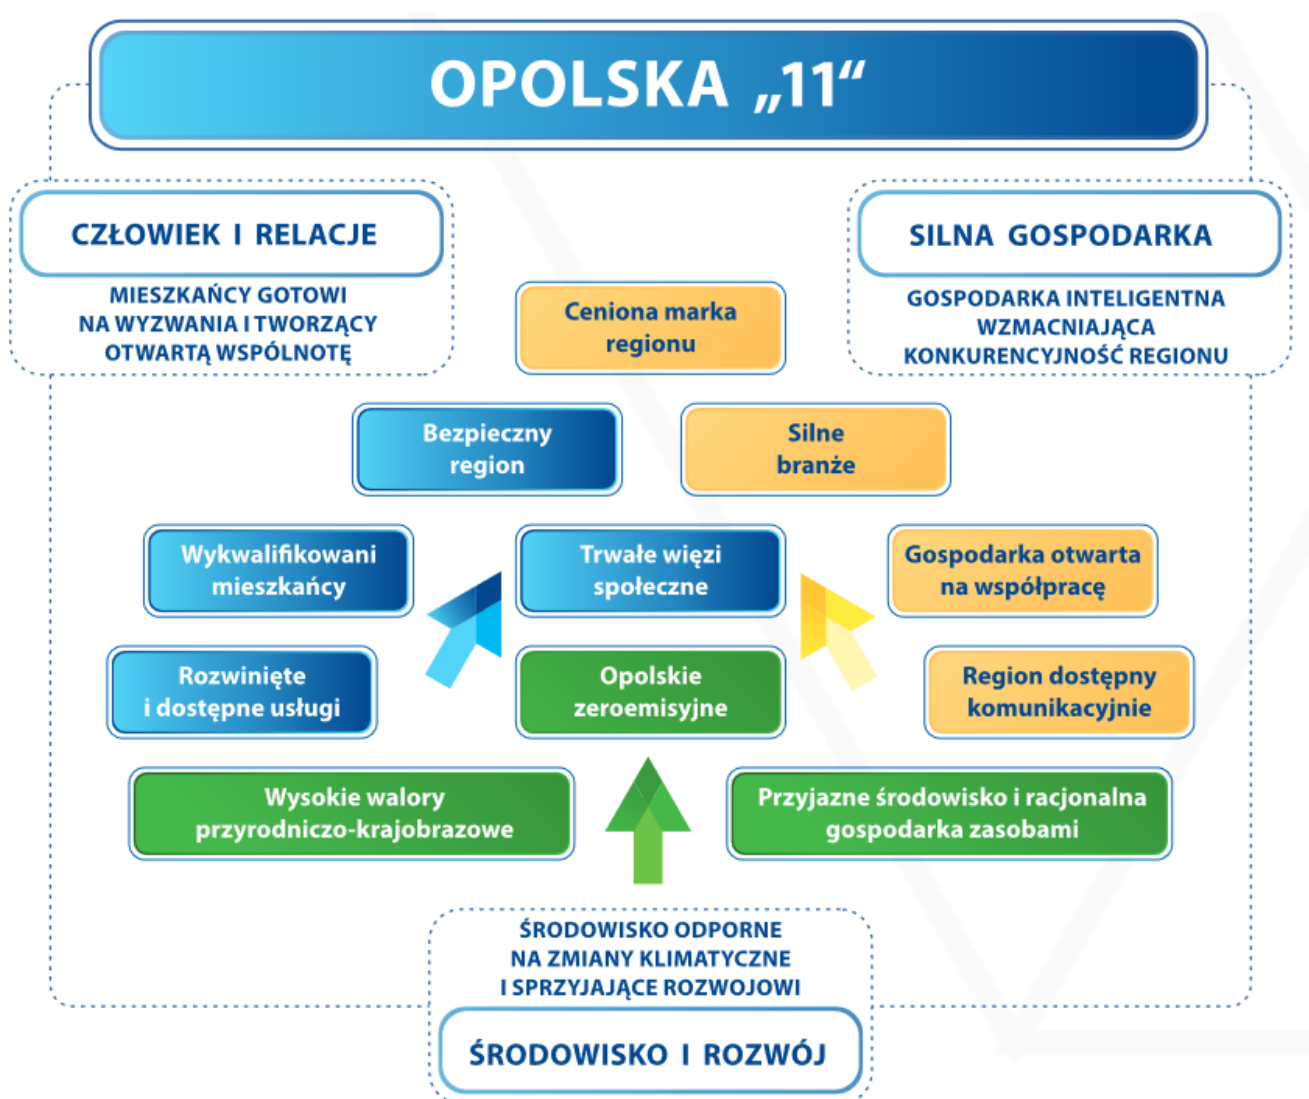 OPOLSKA „11“
CZŁOWIEK I RELACJE
MIESZKAŃCY GOTOWI
NA WYZWANIA I TWORZĄCY
OTWARTĄ WSPÓLNOTĘ
SILNA GOSPODARKA
GOSPODARKA INTELIGENTNA
WZMACNIAJĄCA
KONKURENCYJNOŚĆ REGIONU
Ceniona marka
regionu
Bezpieczny
region
Silne
branże
Wykwalifikowani
mieszkańcy
Trwałe więzi
społeczne
Gospodarka otwarta
na współpracę
Rozwinięte
i dostępne usługi
Opolskie
zeroemisyjne
Region dostępny
komunikacyjnie
Wysokie walory
przyrodniczo-krajobrazowe
Przyjazne środowisko i racjonalna
gospodarka zasobami
ŚRODOWISKO ODPORNE
NA ZMIANY KLIMATYCZNE
I SPRZYJAJĄCE ROZWOJOWI
ŚRODOWISKO I ROZWÓJ